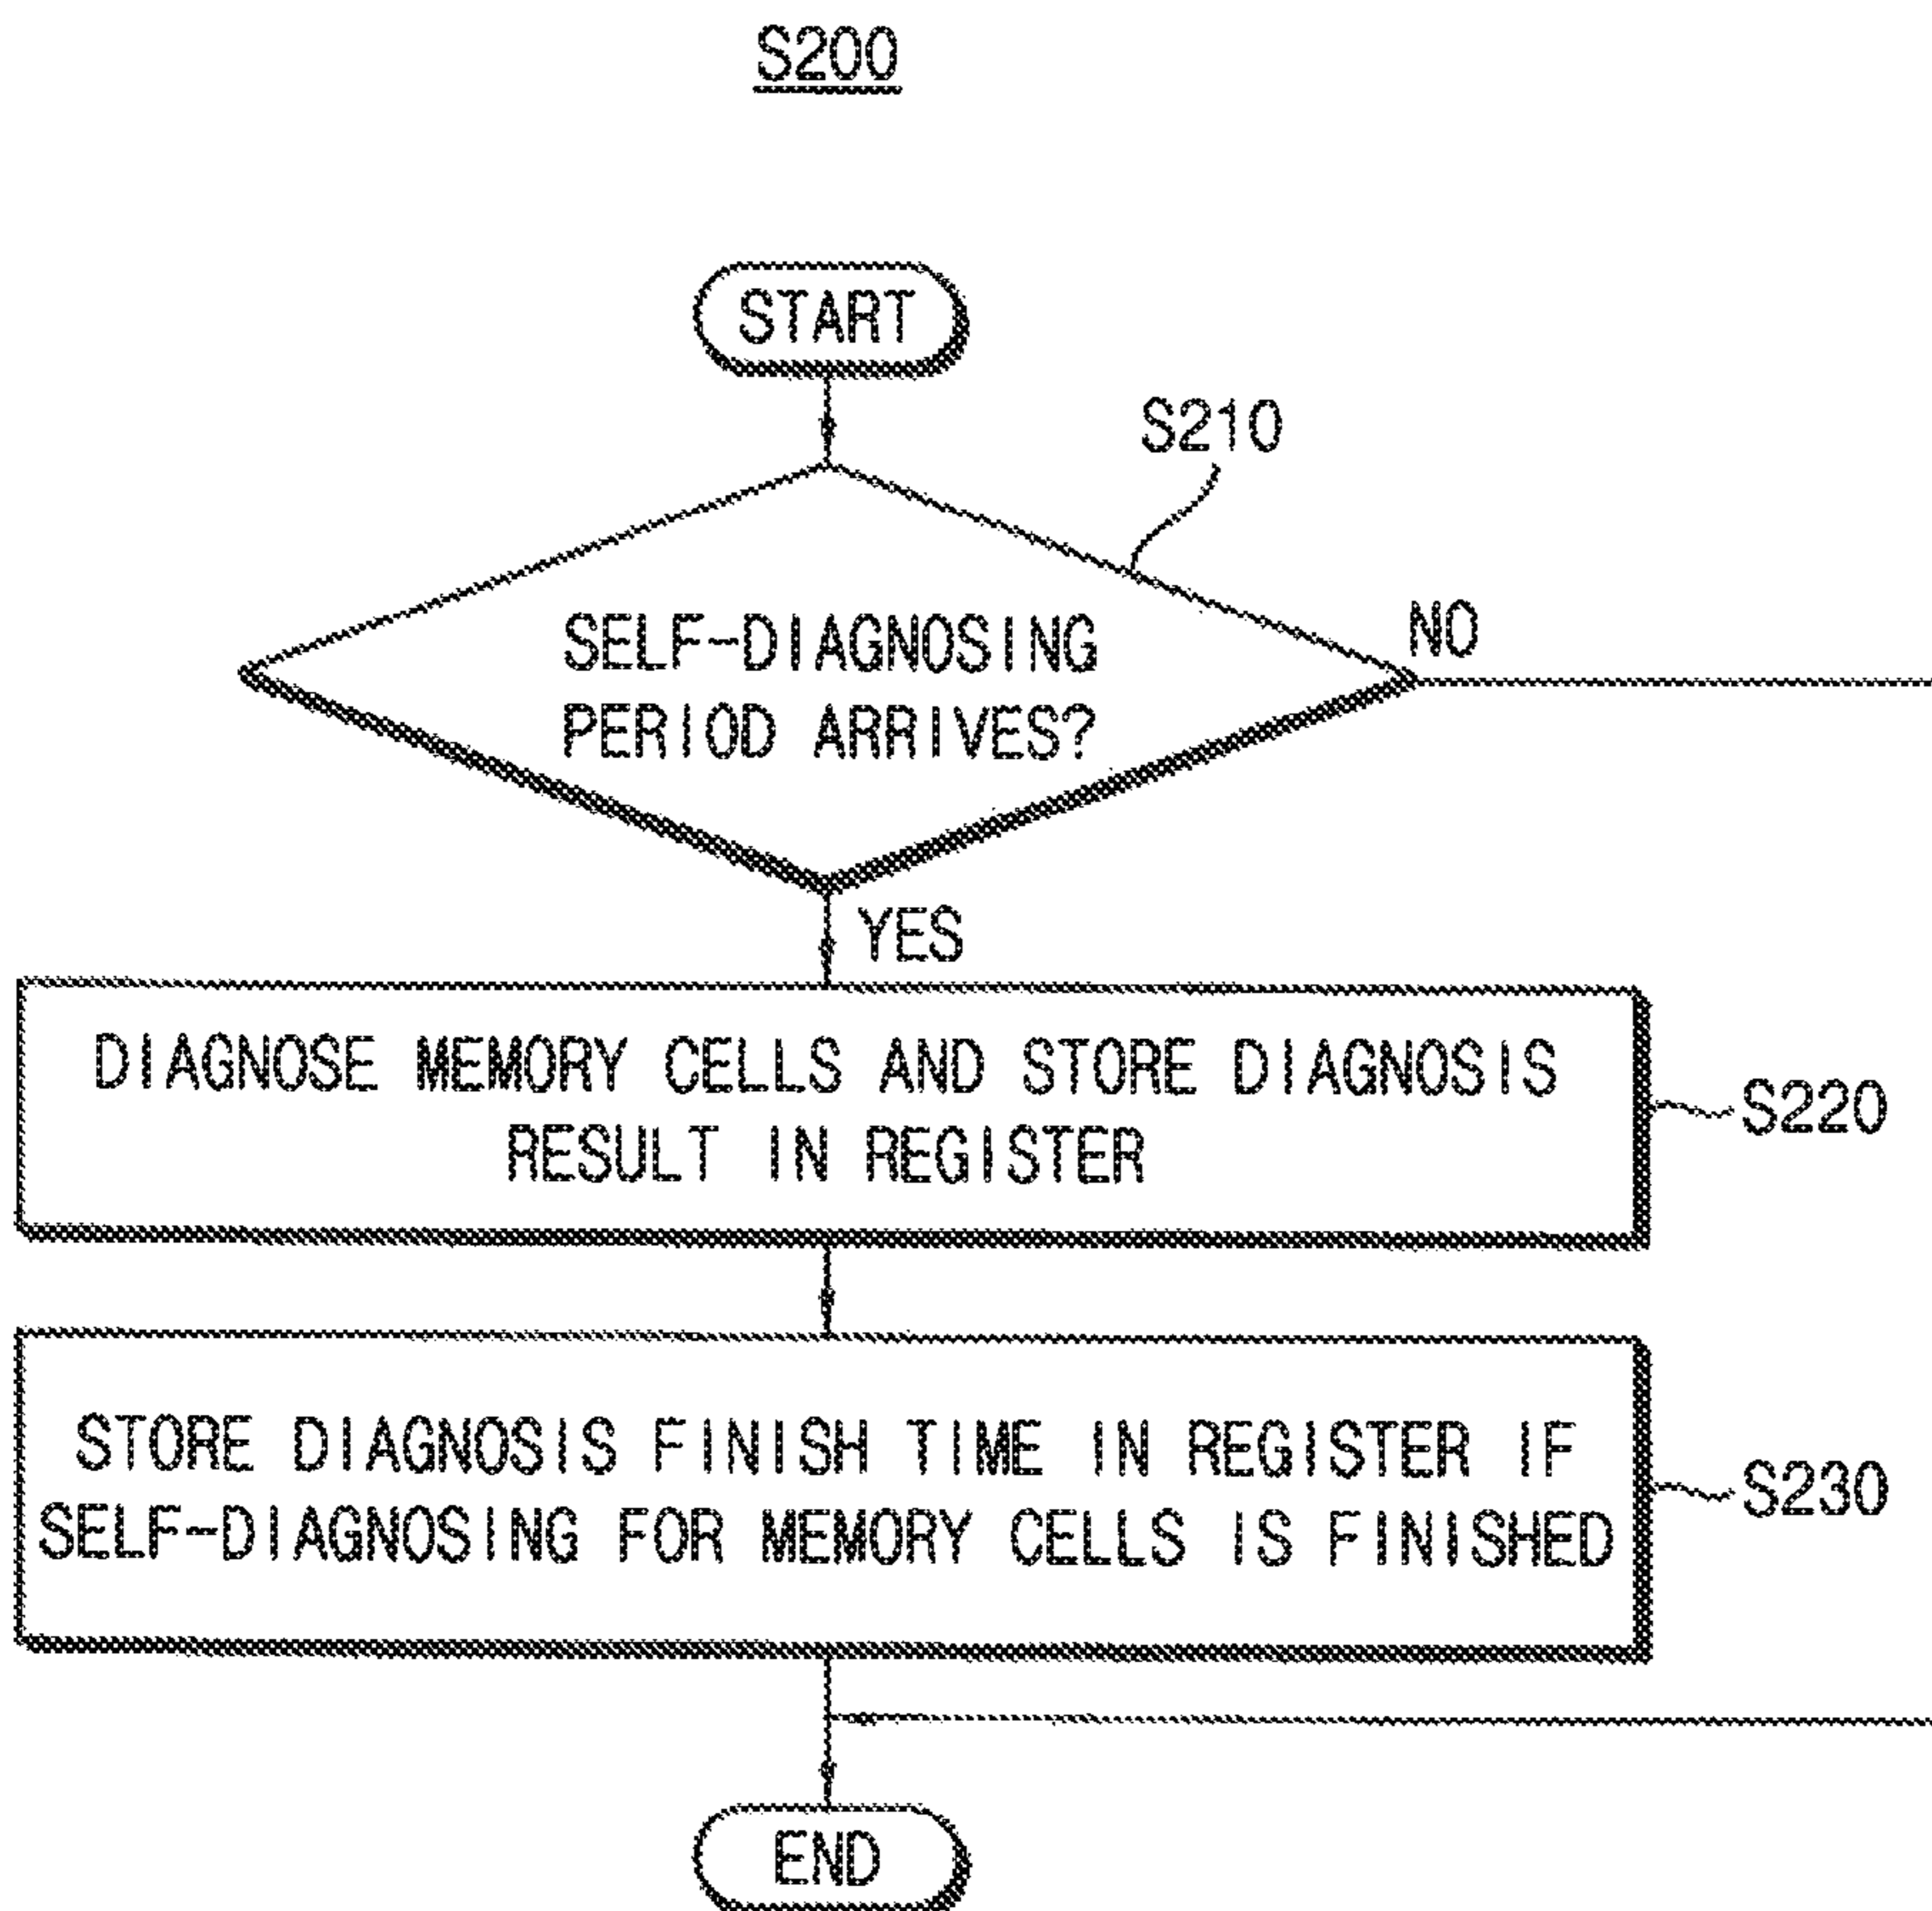 S200
START
S210
SELF-DIAGNOSING
PERIOD ARRIVES?
NO
YES
DIAGNOSE MEMORY CELLS AND STORE DIAGNOSIS
RESULT IN REGISTER
S220
STORE DIAGNOSIS FINISH TIME IN REGISTER IF
SELF-DIAGNOSING FOR MEMORY CELLS IS FINISHED
S230
END